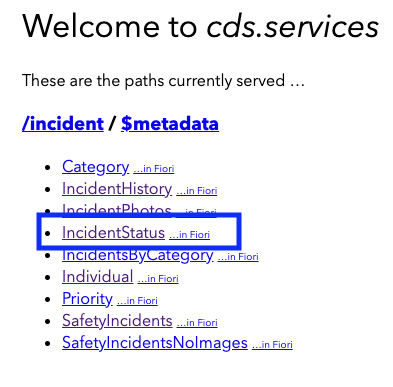 Welcome to cds.services
These are the paths currently served …
/incident / $metadata
Category ...in Fiori
IncidentHistory ...in Fiori
IncidentPhotos ...in Fiori
IncidentStatus ...in Fiori
IncidentsByCategory ...in Fiori
Individual ...in Fiori
Priority ...in Fiori
SafetyIncidents ...in Fiori
SafetyIncidentsNoImages ...in Fiori